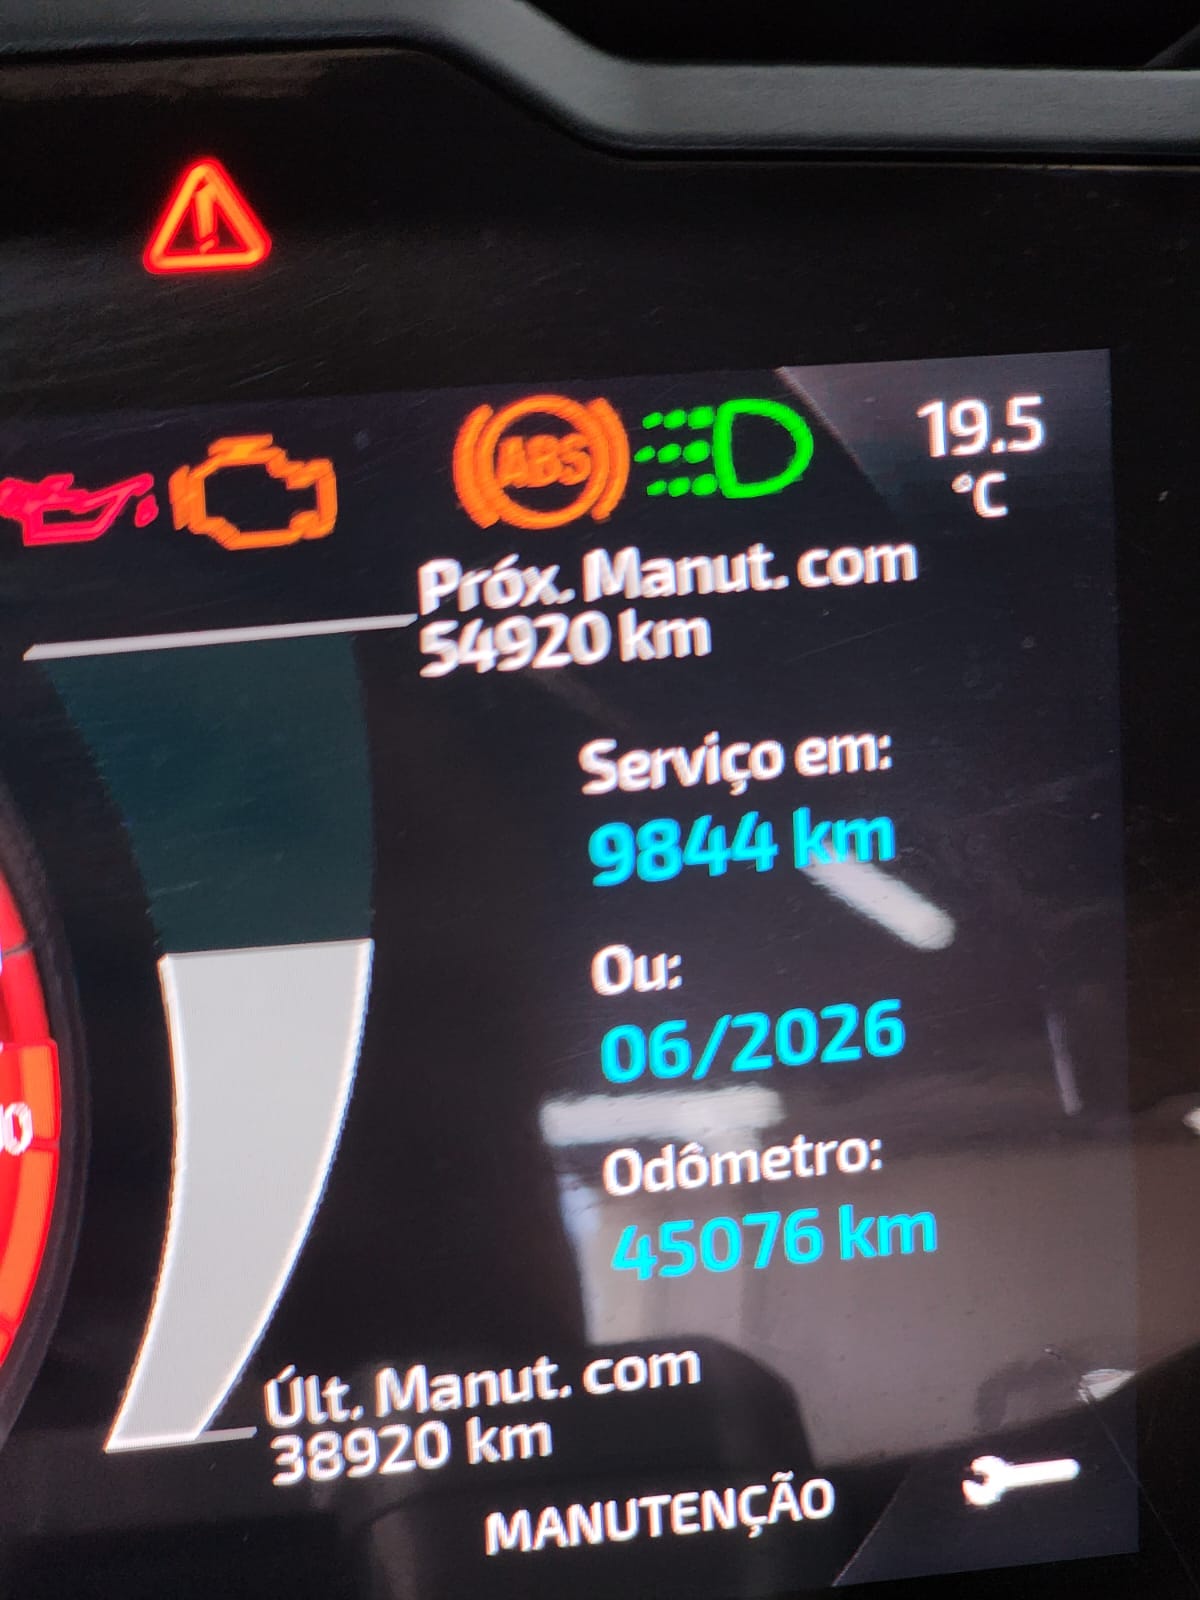 19.5
°C
ABS
Próx. Manut. com
54920 km
Serviço em:
9844 km
Ou:
06/2026
Odômetro:
45076 km
Últ. Manut. com
38920 km
MANUTENÇÃO